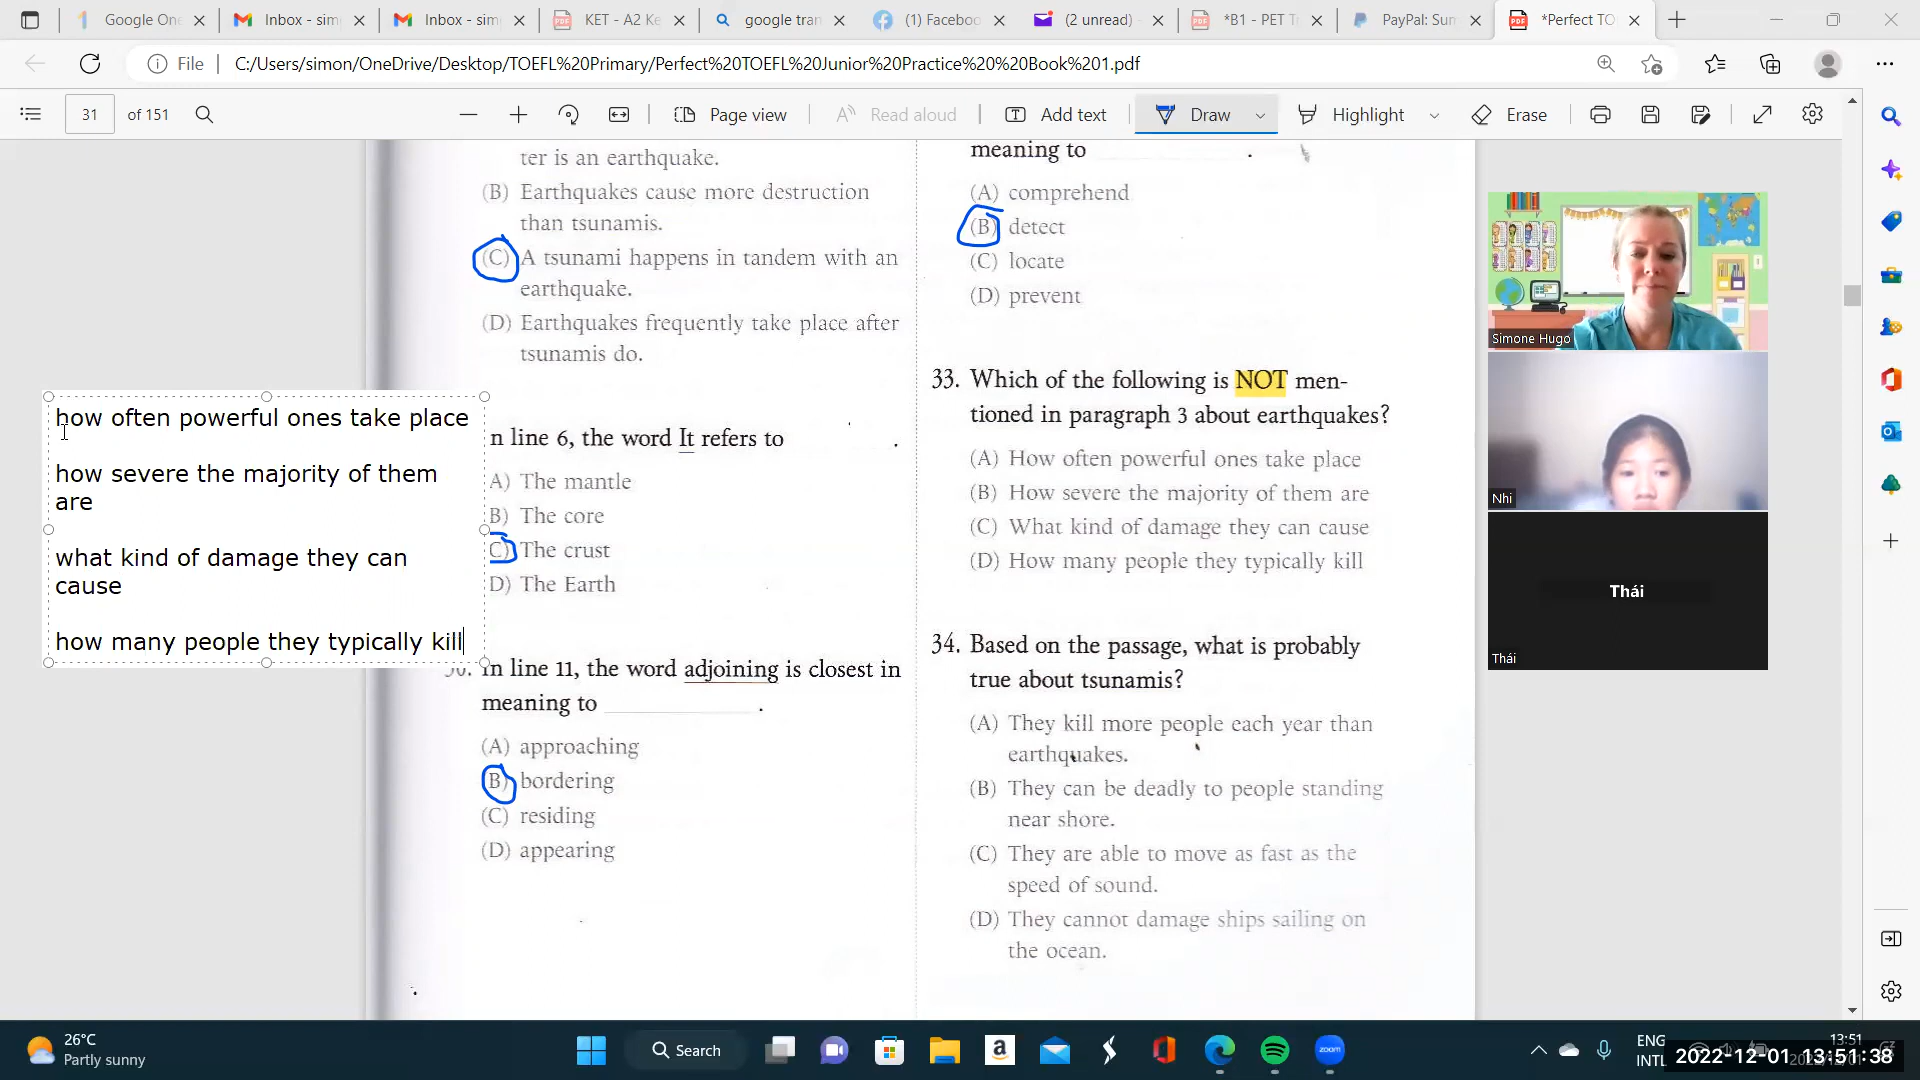 Google One
Inbox - sim
Inbox - sim
KET - A2 Ke
google tran
(1) Faceboo
(2 unread) -
*B1 - PET T
PayPal: Sum
*Perfect TO
File
C:/Users/simon/OneDrive/Desktop/TOEFL%20Primary/Perfect%20TOEFL%20Junior%20Practice%20%20Book%201.pdf
31 of 151
Page view
Read aloud
Add text
Draw
Highlight
Erase
ter is an earthquake.
(B) Earthquakes cause more destruction
than tsunamis.
(C) A tsunami happens in tandem with an
earthquake.
(D) Earthquakes frequently take place after
tsunamis do.
how often powerful ones take place
how severe the majority of them
are
what kind of damage they can
cause
how many people they typically kill
n line 6, the word It refers to .
A) The mantle
B) The core
C) The crust
D) The Earth
In line 11, the word adjoining is closest in
meaning to .
(A) approaching
(B) bordering
(C) residing
(D) appearing
meaning to .
(A) comprehend
(B) detect
(C) locate
(D) prevent
33. Which of the following is NOT men-
tioned in paragraph 3 about earthquakes?
(A) How often powerful ones take place
(B) How severe the majority of them are
(C) What kind of damage they can cause
(D) How many people they typically kill
34. Based on the passage, what is probably
true about tsunamis?
(A) They kill more people each year than
earthquakes.
(B) They can be deadly to people standing
near shore.
(C) They are able to move as fast as the
speed of sound.
(D) They cannot damage ships sailing on
the ocean.
Simone Hugo
Nhi
Thái
Thái
26°C
Partly sunny
Search
zoom
ENG
INTL
13:51
2022-12-01 13:51:38